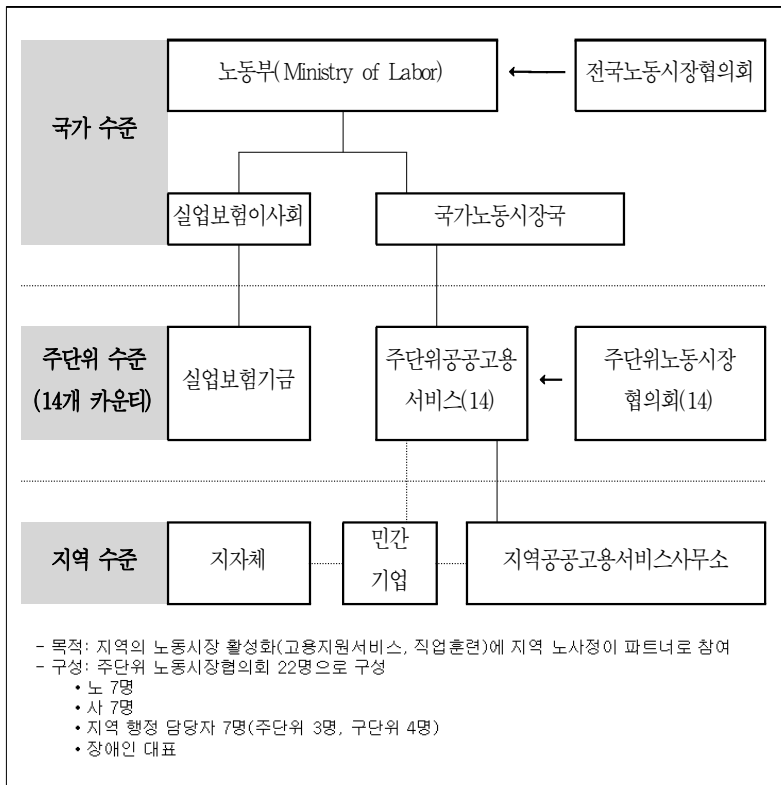 노동부(Ministry of Labor)
전국노동시장협의회
국가 수준
실업보험이사회
국가노동시장국
주단위 수준
(14개 카운티)
실업보험기금
주단위공공고용
서비스(14)
주단위노동시장
협의회(14)
지역 수준
지자체
민간
기업
지역공공고용서비스사무소
- 목적: 지역의 노동시장 활성화(고용지원서비스, 직업훈련)에 지역 노사정이 파트너로 참여
- 구성: 주단위 노동시장협의회 22명으로 구성
• 노 7명
• 사 7명
• 지역 행정 담당자 7명(주단위 3명, 구단위 4명)
• 장애인 대표